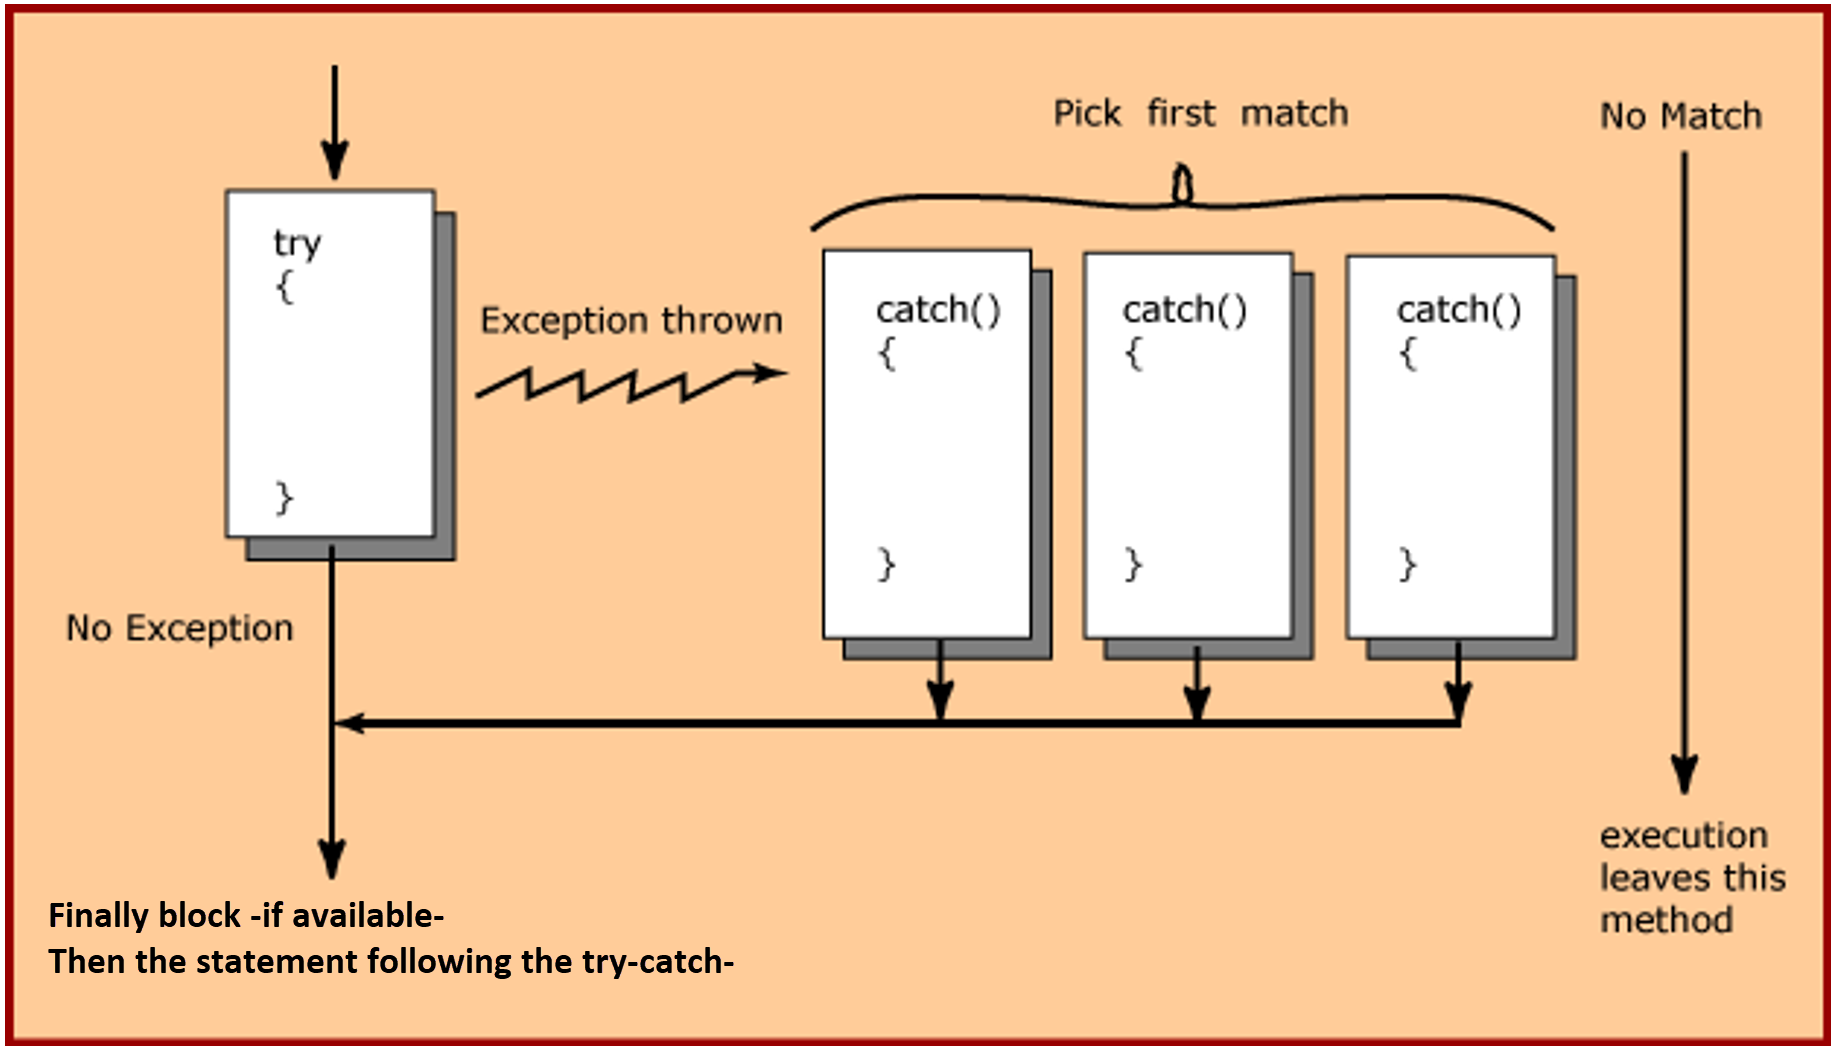 Pick first match
No Match
try
{
}
Exception thrown
catch()
{
}
catch()
{
}
catch()
{
}
No Exception
execution
leaves this
method
Finally block -if available-
Then the statement following the try-catch-